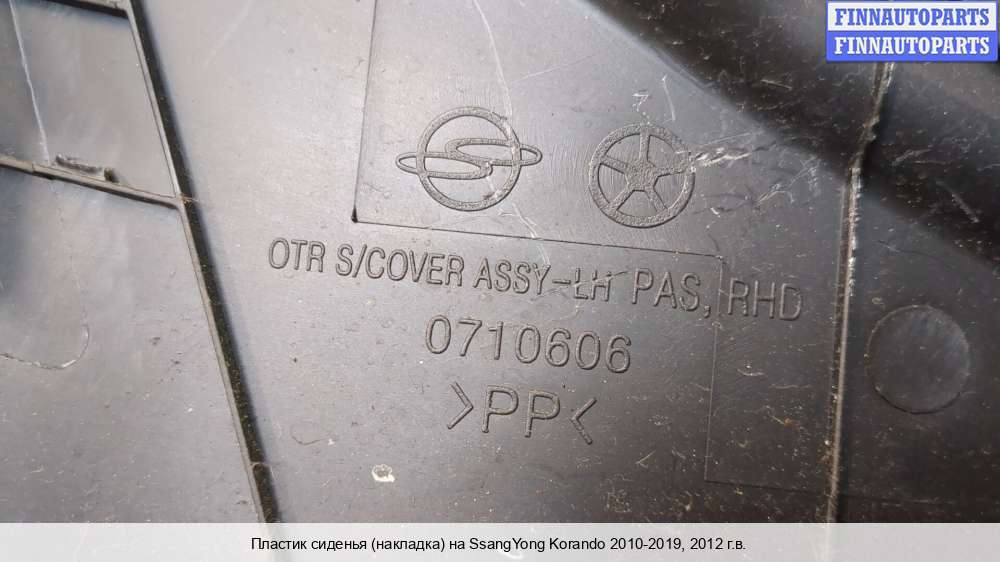 FINNAUTOPARTS
FINNAUTOPARTS
OTR S/COVER ASSY-LH PAS, RHD
0710606
>PP<
Пластик сиденья (накладка) на SsangYong Korando 2010-2019, 2012 г.в.